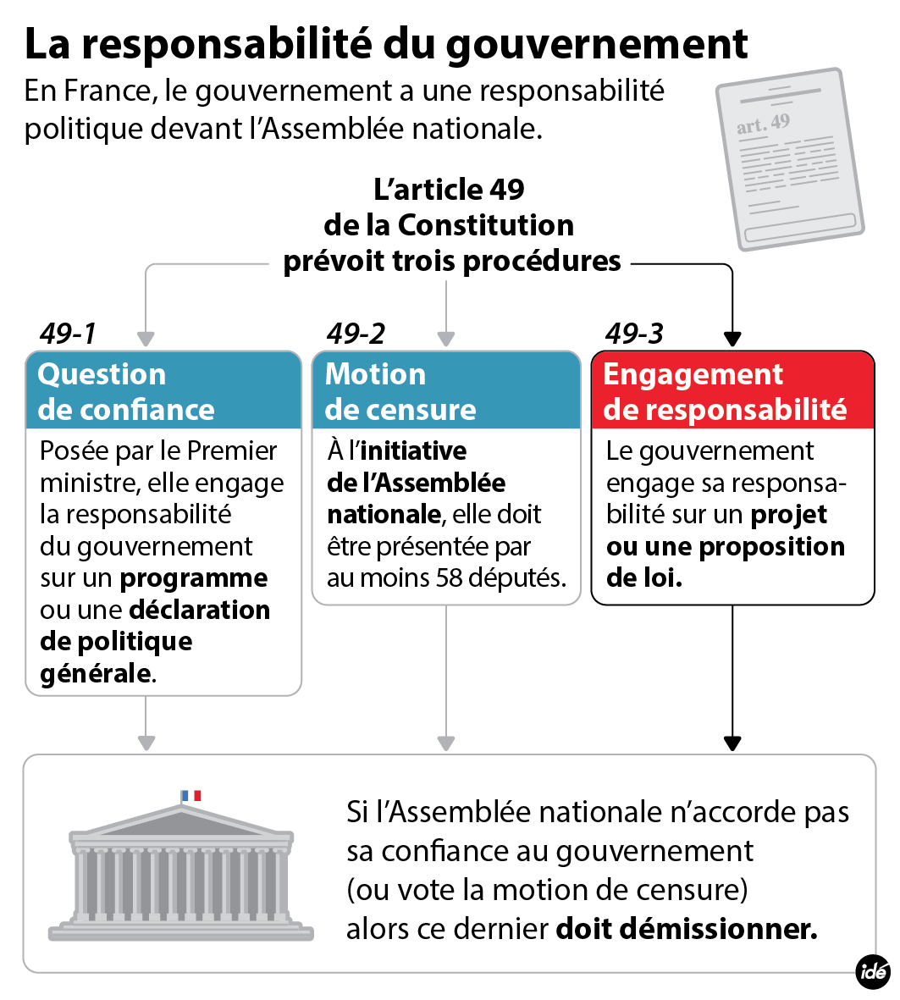 La responsabilité du gouvernement
En France, le gouvernement a une responsabilité
politique devant l'Assemblée nationale.
art. 49
L'article 49
de la Constitution
prévoit trois procédures
49-1
Question
de confiance
Posée par le Premier
ministre, elle engage
la responsabilité
du gouvernement
sur un programme
ou une déclaration
de politique
générale.
49-2
Motion
de censure
À l'initiative
de l'Assemblée
nationale, elle doit
être présentée par
au moins 58 députés.
49-3
Engagement
de responsabilité
Le gouvernement
engage sa responsa-
bilité sur un projet
ou une proposition
de loi.
Si l'Assemblée nationale n'accorde pas
sa confiance au gouvernement
(ou vote la motion de censure)
alors ce dernier doit démissionner.
idé